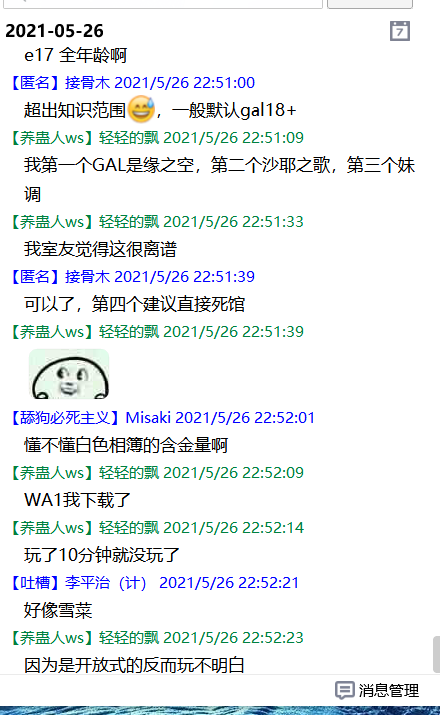 2021-05-26
7
e17 全年龄啊
【匿名】接骨木 2021/5/26 22:51:00
超出知识范围😅，一般默认gal18+
【养蛊人ws】轻轻的飘 2021/5/26 22:51:09
我第一个GAL是缘之空，第二个沙耶之歌，第三个妹
调
【养蛊人ws】轻轻的飘 2021/5/26 22:51:33
我室友觉得这很离谱
【匿名】接骨木 2021/5/26 22:51:39
可以了，第四个建议直接死馆
【养蛊人ws】轻轻的飘 2021/5/26 22:51:39
【舔狗必死主义】Misaki 2021/5/26 22:52:01
懂不懂白色相簿的含金量啊
【养蛊人ws】轻轻的飘 2021/5/26 22:52:09
WA1我下载了
【养蛊人ws】轻轻的飘 2021/5/26 22:52:14
玩了10分钟就没玩了
【吐槽】李平治（计） 2021/5/26 22:52:21
好像雪菜
【养蛊人ws】轻轻的飘 2021/5/26 22:52:23
因为是开放式的反而玩不明白
消息管理